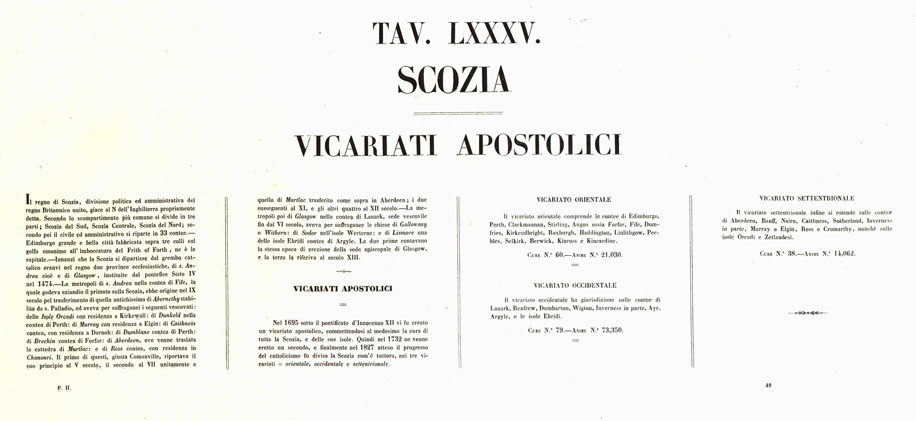 TAV. LXXXV.
SCOZIA
VICARIATI APOSTOLICI
Il regno di Scozia, divisione politica ed amministrativa del
regno Britannico unito, giace al N dell'Inghilterra propriamente
detta. Secondo lo scompartimento più comune si divide in tre
parti; Scozia del Sud, Scozia Centrale, Scozia del Nord; se-
condo poi il civile ed amministrativo si riparte in 33 contee.—
Edimburgo grande e bella città fabbricata sopra tre colli sul
golfo omonimo all'imboccatura del Frith of Forth, ne è la
capitale.—Innanzi che la Scozia si dipartisse dal grembo cat-
tolico eranvi nel regno due provincie ecclesiastiche, di s. An-
drea cioè e di Glasgow, instituite dal pontefice Sisto IV
nel 1474.—La metropoli di s. Andrea nella contea di Fife, la
quale godeva eziandio il primato sulla Scozia, ebbe origine nel IX
secolo pel trasferimento di quella antichissima di Abernethy stabi-
lita da s. Palladio, ed aveva per suffraganei i seguenti vescovati:
delle Isole Orcadi con residenza a Kirkewall: di Dunkeld nella
contea di Perth: di Murray con residenza a Elgin: di Caithneis
contea, con residenza a Dornoh: di Dumblane contea di Perth:
di Brechin contea di Forfar: di Aberdeen, ove venne traslata
la cattedra di Murtlac: e di Ross contea, con residenza in
Chanonri. Il primo di questi, giusta Comanville, riportava il
suo principio al V secolo, il secondo al VII unitamente a
P. II.
quello di Murtlac trasferito come sopra in Aberdeen; i due
susseguenti al XI, e gli altri quattro al XII secolo.—La me-
tropoli poi di Glasgow nella contea di Lanark, sede vescovile
fin dal VI secolo, aveva per suffraganee le chiese di Galloway
o Withern: di Sodor nell'isole Westerne: e di Lismore una
delle isole Ebridi contea di Argyle. Le due prime contavano
la stessa epoca di erezione della sede episcopale di Glasgow,
e la terza la riferiva al secolo XIII.
VICARIATI APOSTOLICI
Nel 1695 sotto il pontificato d'Innocenzo XII vi fu creato
un vicariato apostolico, commettendosi al medesimo la cura di
tutta la Scozia, e delle sue isole. Quindi nel 1732 ne venne
eretto un secondo, e finalmente nel 1827 atteso il progresso
del cattolicismo fu divisa la Scozia com'è tuttora, nei tre vi-
cariati = orientale, occidentale e settentrionale.
VICARIATO ORIENTALE
Il vicariato orientale comprende le contee di Edimburgo,
Perth, Clackmannan, Stirling, Angus ossia Forfar, Fife, Dum-
fries, Kirkcudbright, Roxburgh, Haddington, Linlithgow, Pee-
bles, Selkirk, Berwick, Kinross e Kincardine.
Cure N.° 60.—Anime N.° 21,030.
VICARIATO OCCIDENTALE
Il vicariato occidentale ha giurisdizione sulle contee di
Lanark, Renfrew, Dumbarton, Wigton, Inverness in parte, Ayr,
Argyle, e le isole Ebridi.
Cure N.° 79.—Anime N.° 73,350.
VICARIATO SETTENTRIONALE
Il vicariato settentrionale infine si estende sulle contee
di Aberdeen, Banff, Nairn, Caithness, Sutherland, Inverness
in parte, Murray o Elgin, Ross e Cromarthy, nonchè sulle
isole Orcadi e Zetlandesi.
Cure N.° 38.—Anime N.° 14,062.
40